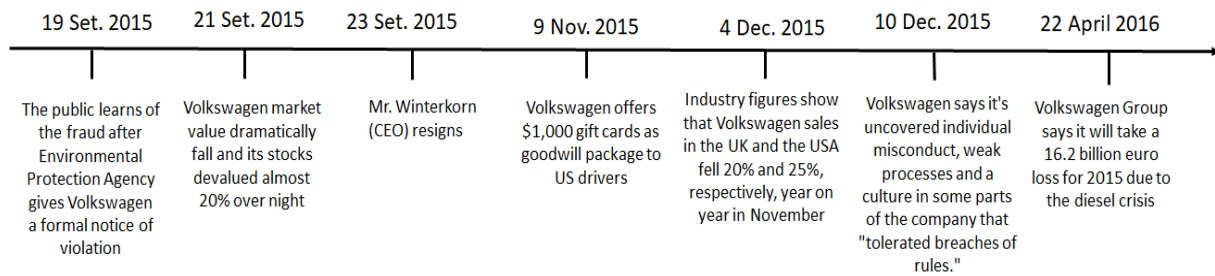 19 Set. 2015
21 Set. 2015
23 Set. 2015
9 Nov. 2015
4 Dec. 2015
10 Dec. 2015
22 April 2016
The public learns of
the fraud after
Environmental
Protection Agency
gives Volkswagen
a formal notice of
violation
Volkswagen market
value dramatically
fall and its stocks
devalued almost
20% over night
Mr. Winterkorn
(CEO) resigns
Volkswagen offers
$1,000 gift cards as
goodwill package to
US drivers
Industry figures show
that Volkswagen sales
in the UK and the USA
fell 20% and 25%,
respectively, year on
year in November
Volkswagen says it's
uncovered individual
misconduct, weak
processes and a
culture in some parts
of the company that
"tolerated breaches of
rules."
Volkswagen Group
says it will take a
16.2 billion euro
loss for 2015 due to
the diesel crisis